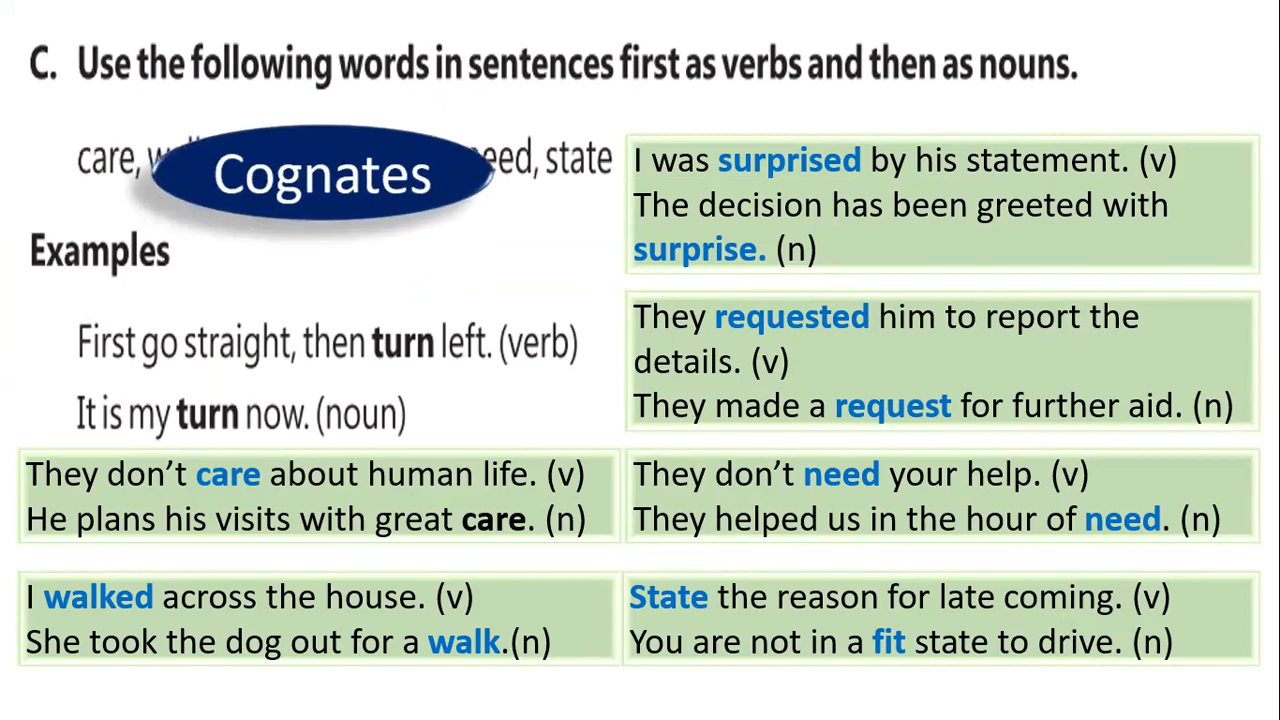 C. Use the following words in sentences first as verbs and then as nouns.
care, state
Cognates
Examples
First go straight, then turn left. (verb)
It is my turn now. (noun)
I was surprised by his statement. (v)
The decision has been greeted with
surprise. (n)
They requested him to report the
details. (v)
They made a request for further aid. (n)
They don’t care about human life. (v)
He plans his visits with great care. (n)
They don’t need your help. (v)
They helped us in the hour of need. (n)
I walked across the house. (v)
She took the dog out for a walk.(n)
State the reason for late coming. (v)
You are not in a fit state to drive. (n)